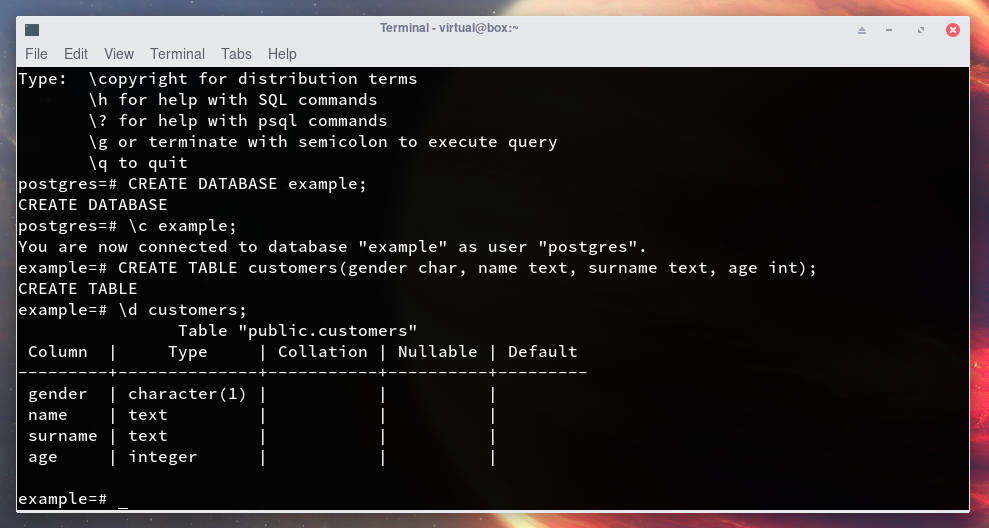 Terminal - virtual@box:~
File Edit View Terminal Tabs Help
Type:  \copyright for distribution terms
       \h for help with SQL commands
       \? for help with psql commands
       \g or terminate with semicolon to execute query
       \q to quit
postgres=# CREATE DATABASE example;
CREATE DATABASE
postgres=# \c example;
You are now connected to database "example" as user "postgres".
example=# CREATE TABLE customers(gender char, name text, surname text, age int);
CREATE TABLE
example=# \d customers;
                Table "public.customers"
 Column  |     Type     | Collation | Nullable | Default
---------+--------------+-----------+----------+---------
 gender  | character(1) |           |          |
 name    | text         |           |          |
 surname | text         |           |          |
 age     | integer      |           |          |

example=# _